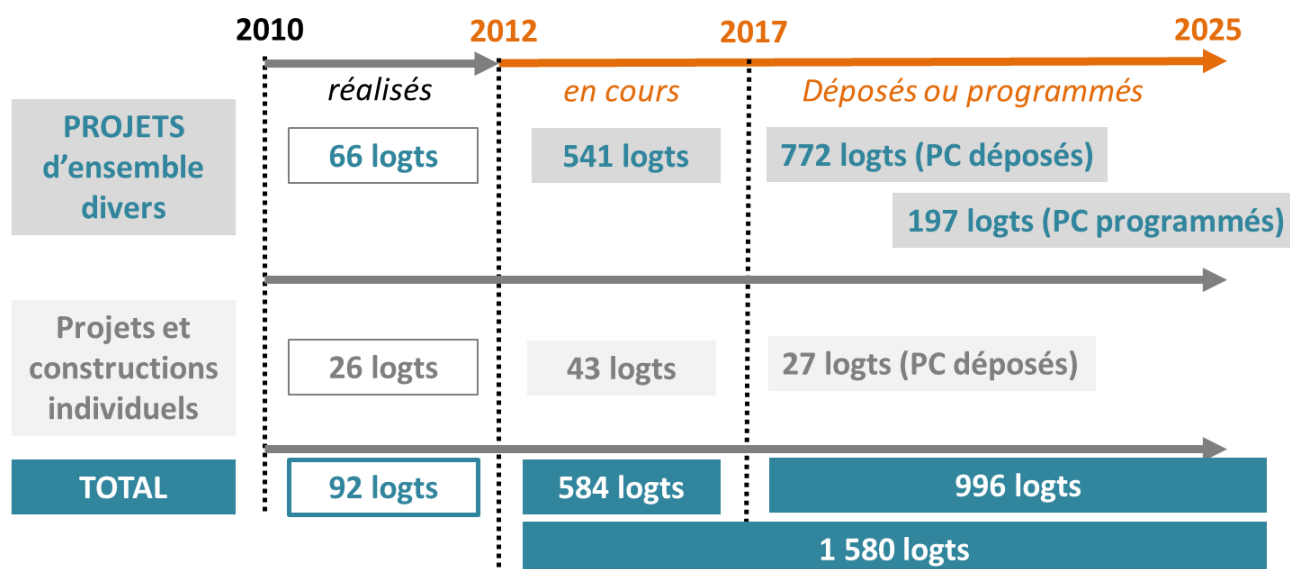 2010 2012 2017 2025
réalisés en cours Déposés ou programmés
PROJETS
d'ensemble
divers
66 logts 541 logts 772 logts (PC déposés)
197 logts (PC programmés)
Projets et
constructions
individuels
26 logts 43 logts 27 logts (PC déposés)
TOTAL 92 logts 584 logts 996 logts
1 580 logts